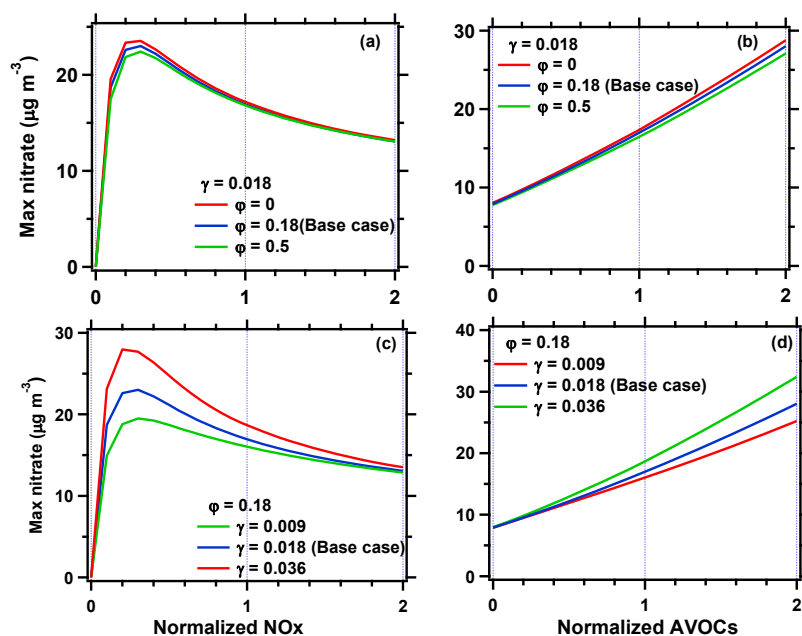 (a)
Max nitrate (μg m⁻³)
20
10
0
γ = 0.018
φ = 0
φ = 0.18(Base case)
φ = 0.5
0
1
2
(b)
30
20
10
0
γ = 0.018
φ = 0
φ = 0.18 (Base case)
φ = 0.5
0
1
2
(c)
Max nitrate (μg m⁻³)
30
20
10
0
φ = 0.18
γ = 0.009
γ = 0.018 (Base case)
γ = 0.036
0
1
2
Normalized NOx
(d)
40
30
20
10
0
φ = 0.18
γ = 0.009
γ = 0.018 (Base case)
γ = 0.036
0
1
2
Normalized AVOCs